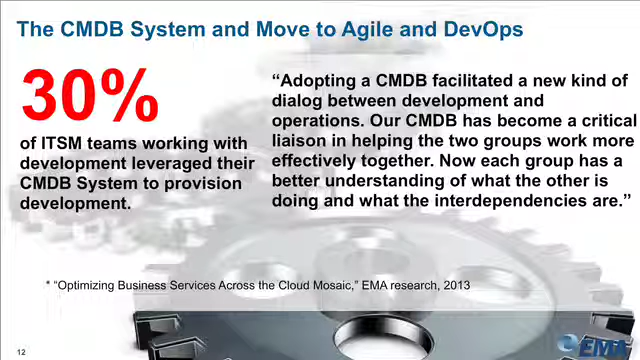 The CMDB System and Move to Agile and DevOps
30%
of ITSM teams working with
development leveraged their
CMDB System to provision
development.
“Adopting a CMDB facilitated a new kind of
dialog between development and
operations. Our CMDB has become a critical
liaison in helping the two groups work more
effectively together. Now each group has a
better understanding of what the other is
doing and what the interdependencies are.”
* “Optimizing Business Services Across the Cloud Mosaic,” EMA research, 2013
12
EMA